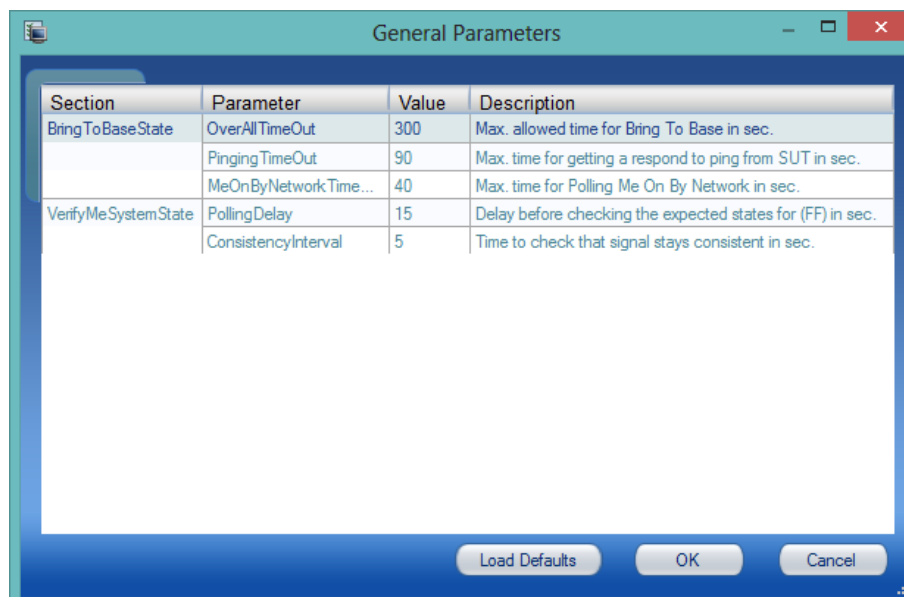 General Parameters
Section Parameter Value Description
BringToBaseState OverAllTimeOut 300 Max. allowed time for Bring To Base in sec.
PingingTimeOut 90 Max. time for getting a respond to ping from SUT in sec.
MeOnByNetworkTime... 40 Max. time for Polling Me On By Network in sec.
VerifyMeSystemState PollingDelay 15 Delay before checking the expected states for (FF) in sec.
ConsistencyInterval 5 Time to check that signal stays consistent in sec.
Load Defaults OK Cancel